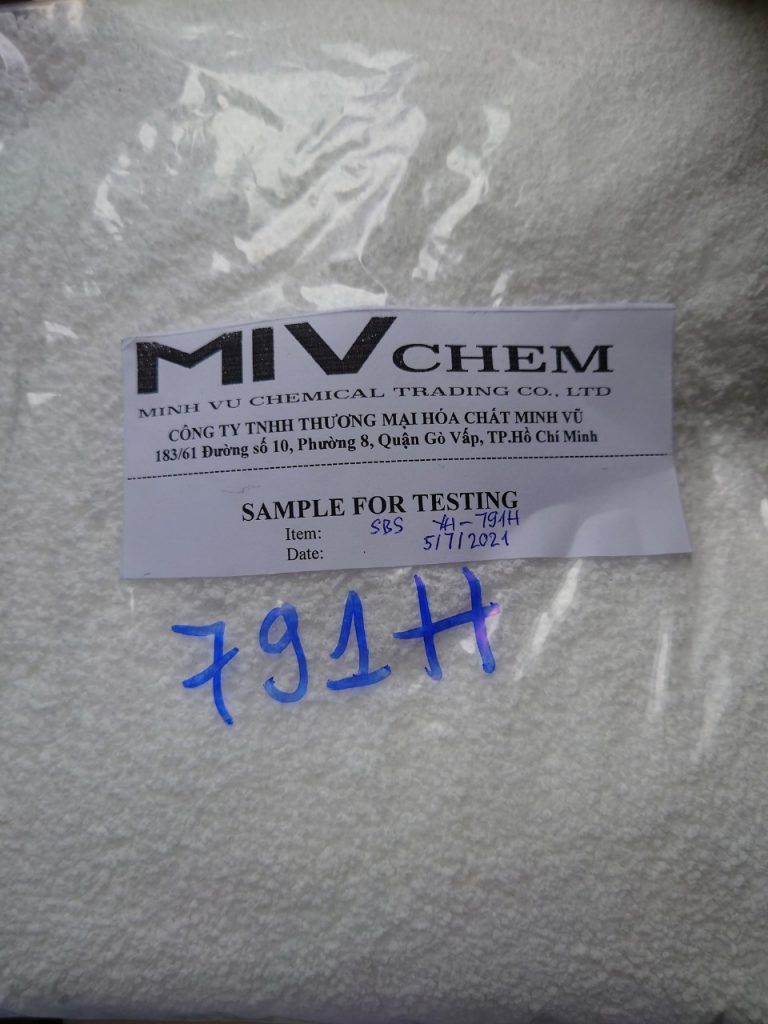 MIVCHEM
MINH VU CHEMICAL TRADING CO., LTD
CÔNG TY TNHH THƯƠNG MẠI HÓA CHẤT MINH VŨ
183/61 Đường số 10, Phường 8, Quận Gò Vấp, TP.Hồ Chí Minh
SAMPLE FOR TESTING
Item: SBS YH-791H
Date: 5/7/2021
791H